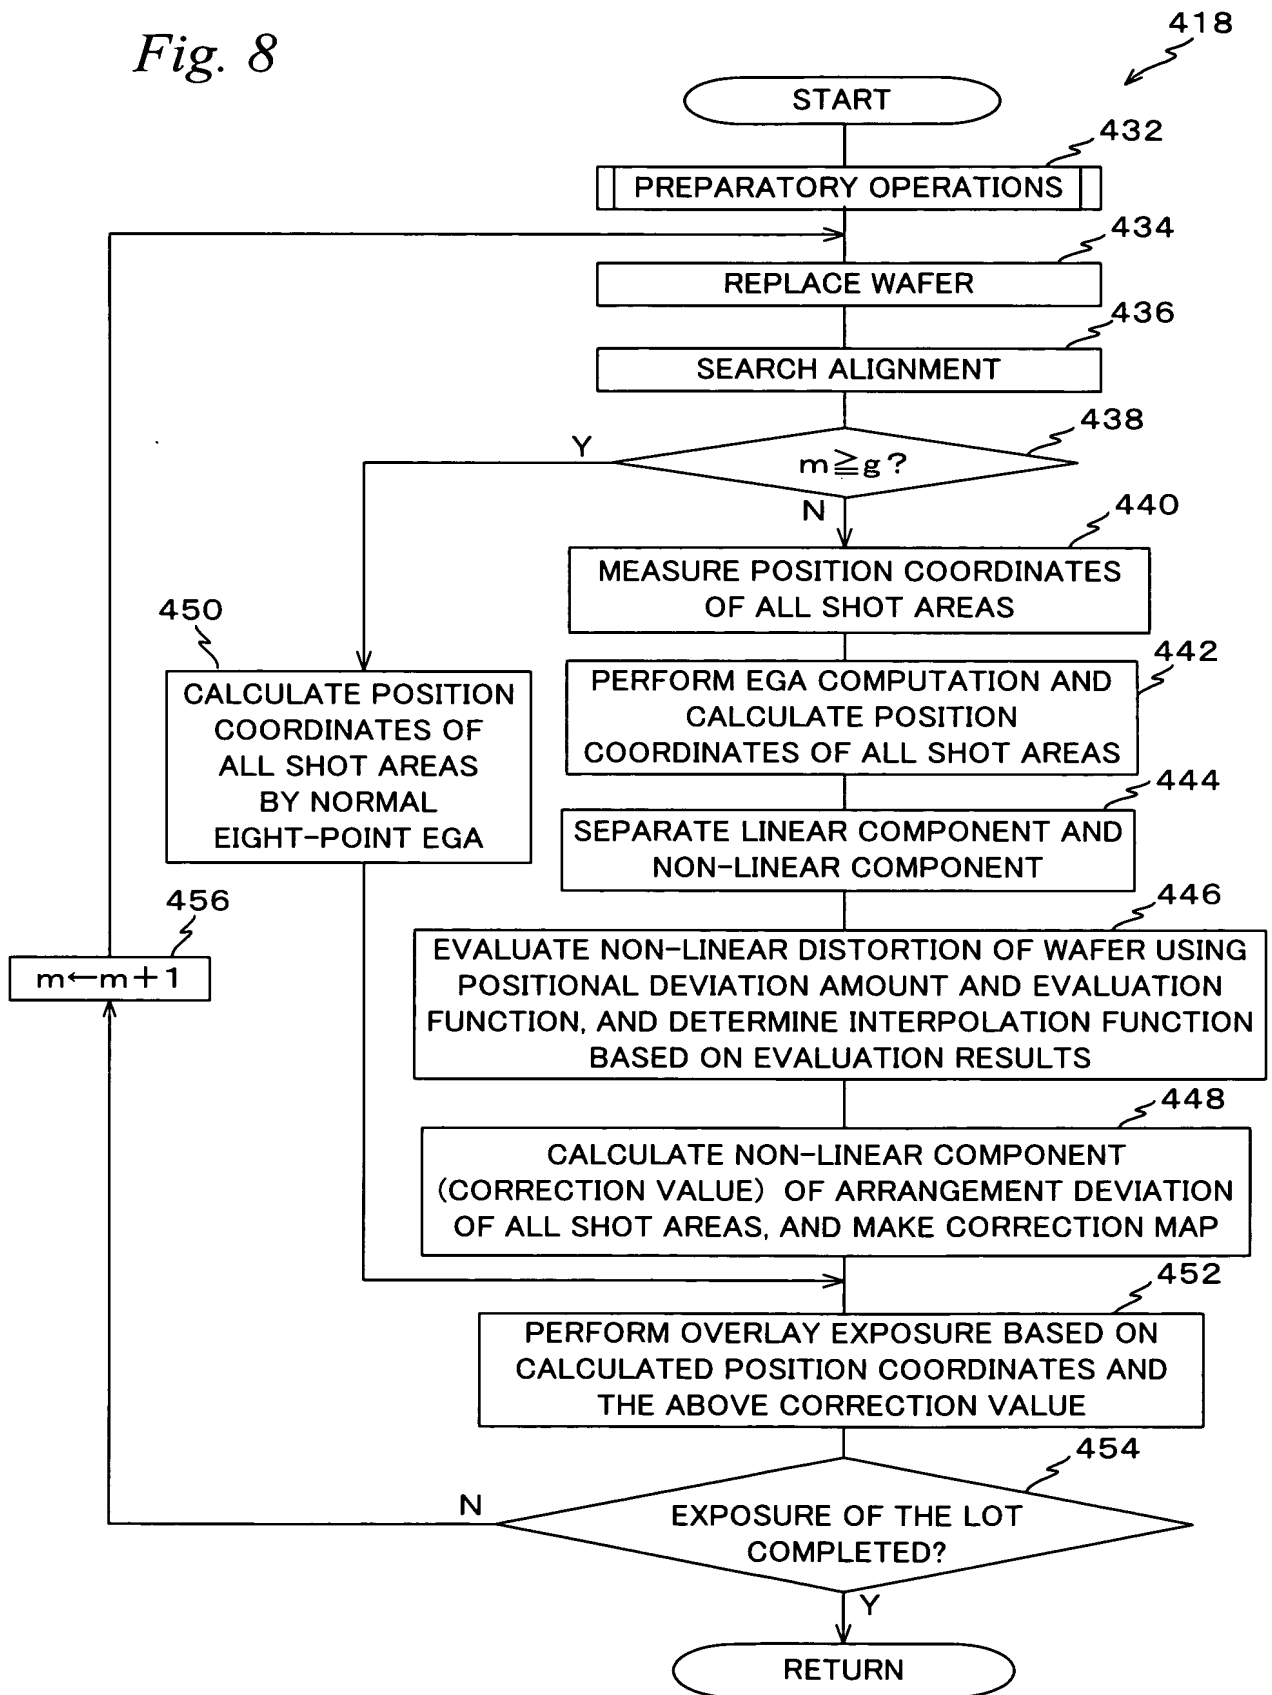 Fig. 8
418
START
432
PREPARATORY OPERATIONS
434
REPLACE WAFER
436
SEARCH ALIGNMENT
438
Y
m≧g?
N
440
MEASURE POSITION COORDINATES
OF ALL SHOT AREAS
450
CALCULATE POSITION
COORDINATES OF
ALL SHOT AREAS
BY NORMAL
EIGHT-POINT EGA
442
PERFORM EGA COMPUTATION AND
CALCULATE POSITION
COORDINATES OF ALL SHOT AREAS
444
SEPARATE LINEAR COMPONENT AND
NON-LINEAR COMPONENT
456
m←m+1
446
EVALUATE NON-LINEAR DISTORTION OF WAFER USING
POSITIONAL DEVIATION AMOUNT AND EVALUATION
FUNCTION, AND DETERMINE INTERPOLATION FUNCTION
BASED ON EVALUATION RESULTS
448
CALCULATE NON-LINEAR COMPONENT
(CORRECTION VALUE) OF ARRANGEMENT DEVIATION
OF ALL SHOT AREAS, AND MAKE CORRECTION MAP
452
PERFORM OVERLAY EXPOSURE BASED ON
CALCULATED POSITION COORDINATES AND
THE ABOVE CORRECTION VALUE
454
N
EXPOSURE OF THE LOT
COMPLETED?
Y
RETURN